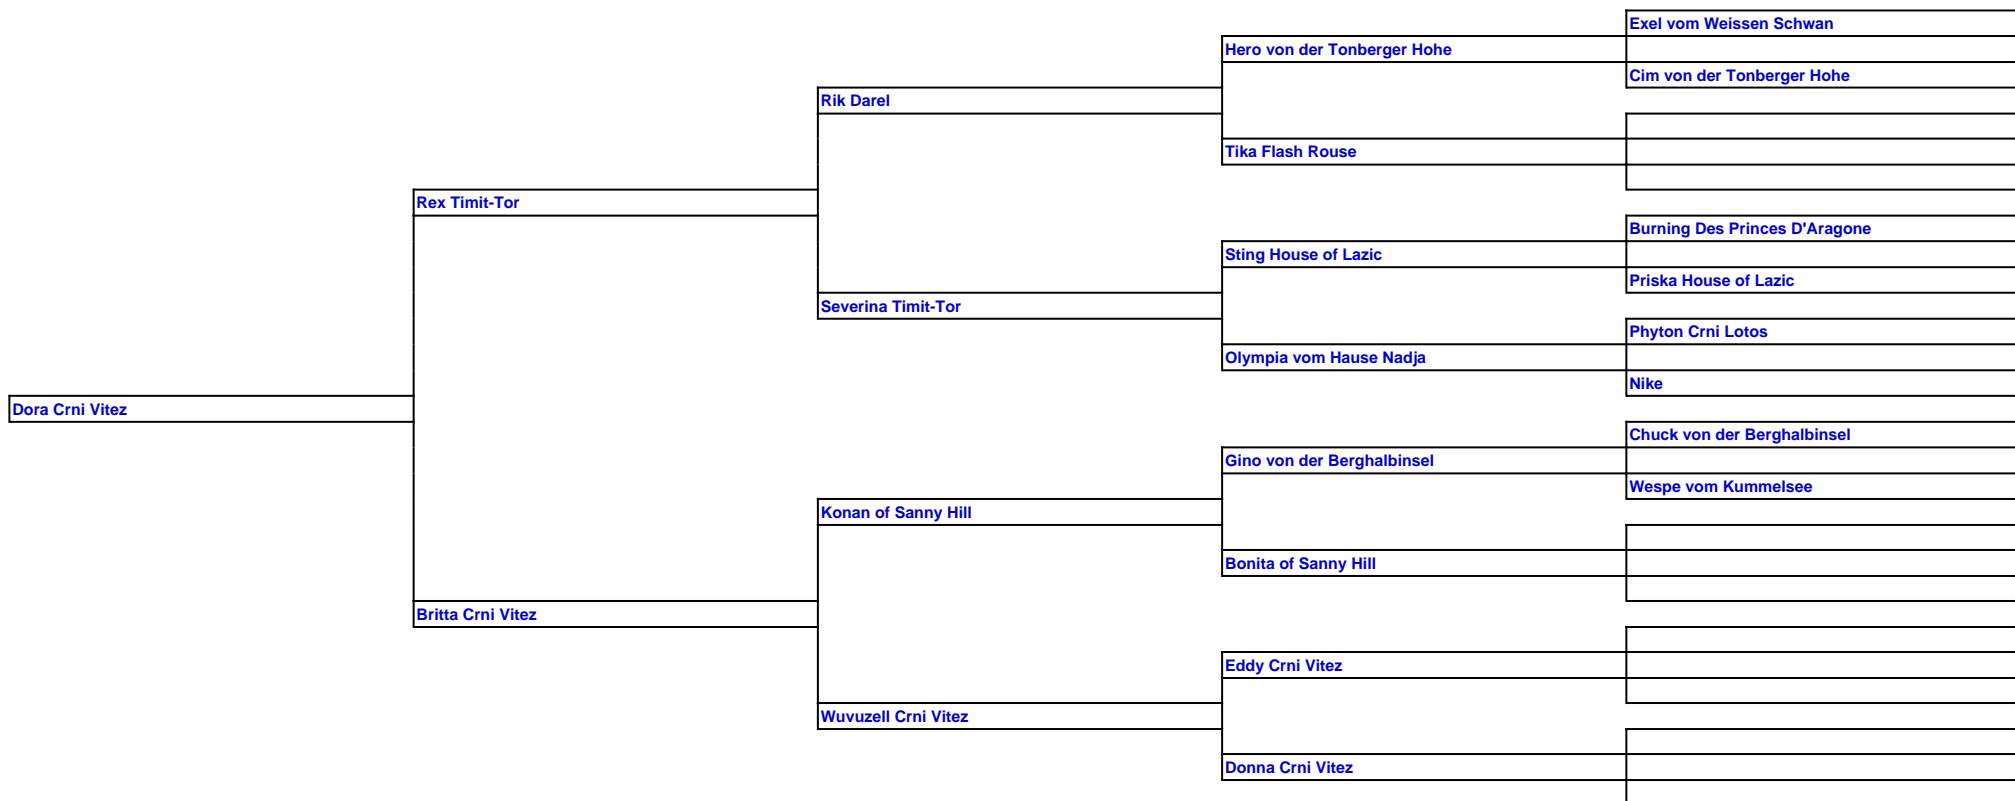 Exel vom Weissen Schwan
Hero von der Tonberger Hohe
Cim von der Tonberger Hohe
Rik Darel
Tika Flash Rouse
Rex Timit-Tor
Burning Des Princes D'Aragone
Sting House of Lazic
Priska House of Lazic
Severina Timit-Tor
Phyton Crni Lotos
Olympia vom Hause Nadja
Nike
Dora Crni Vitez
Chuck von der Berghalbinsel
Gino von der Berghalbinsel
Wespe vom Kummelsee
Konan of Sanny Hill
Bonita of Sanny Hill
Britta Crni Vitez
Eddy Crni Vitez
Wuvuzell Crni Vitez
Donna Crni Vitez